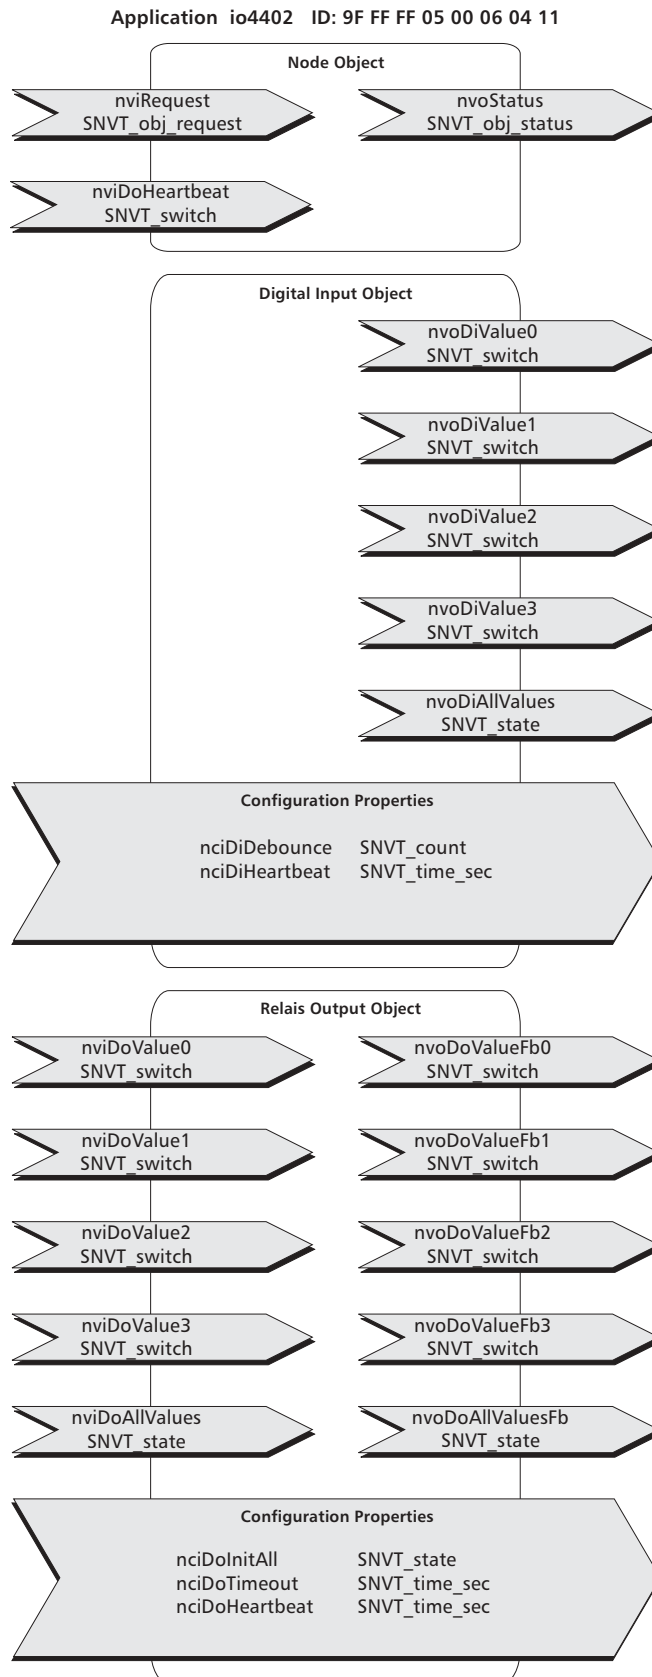 Application io4402 ID: 9F FF FF 05 00 06 04 11
Node Object
nviRequest
SNVT_obj_request
nvoStatus
SNVT_obj_status
nviDoHeartbeat
SNVT_switch
Digital Input Object
nvoDiValue0
SNVT_switch
nvoDiValue1
SNVT_switch
nvoDiValue2
SNVT_switch
nvoDiValue3
SNVT_switch
nvoDiAllValues
SNVT_state
Configuration Properties
nciDiDebounce SNVT_count
nciDiHeartbeat SNVT_time_sec
Relais Output Object
nviDoValue0
SNVT_switch
nvoDoValueFb0
SNVT_switch
nviDoValue1
SNVT_switch
nvoDoValueFb1
SNVT_switch
nviDoValue2
SNVT_switch
nvoDoValueFb2
SNVT_switch
nviDoValue3
SNVT_switch
nvoDoValueFb3
SNVT_switch
nviDoAllValues
SNVT_state
nvoDoAllValuesFb
SNVT_state
Configuration Properties
nciDoInitAll SNVT_state
nciDoTimeout SNVT_time_sec
nciDoHeartbeat SNVT_time_sec